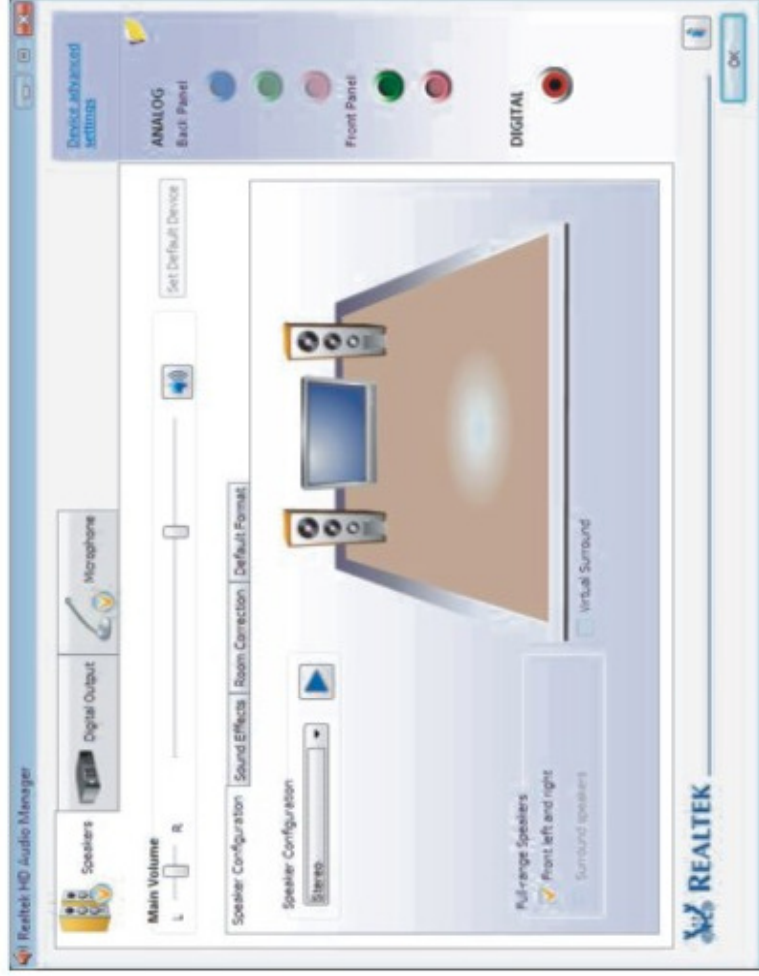 Realtek HD Audio Manager
Speakers
Digital Output
Microphone
Device advanced
settings
Main Volume
L
R
Set Default Device
Speaker Configuration
Sound Effects
Room Correction
Default Format
Speaker Configuration
Stereo
Full-range Speakers
Front left and right
Surround speakers
Virtual Surround
ANALOG
Back Panel
Front Panel
DIGITAL
REALTEK
i
OK